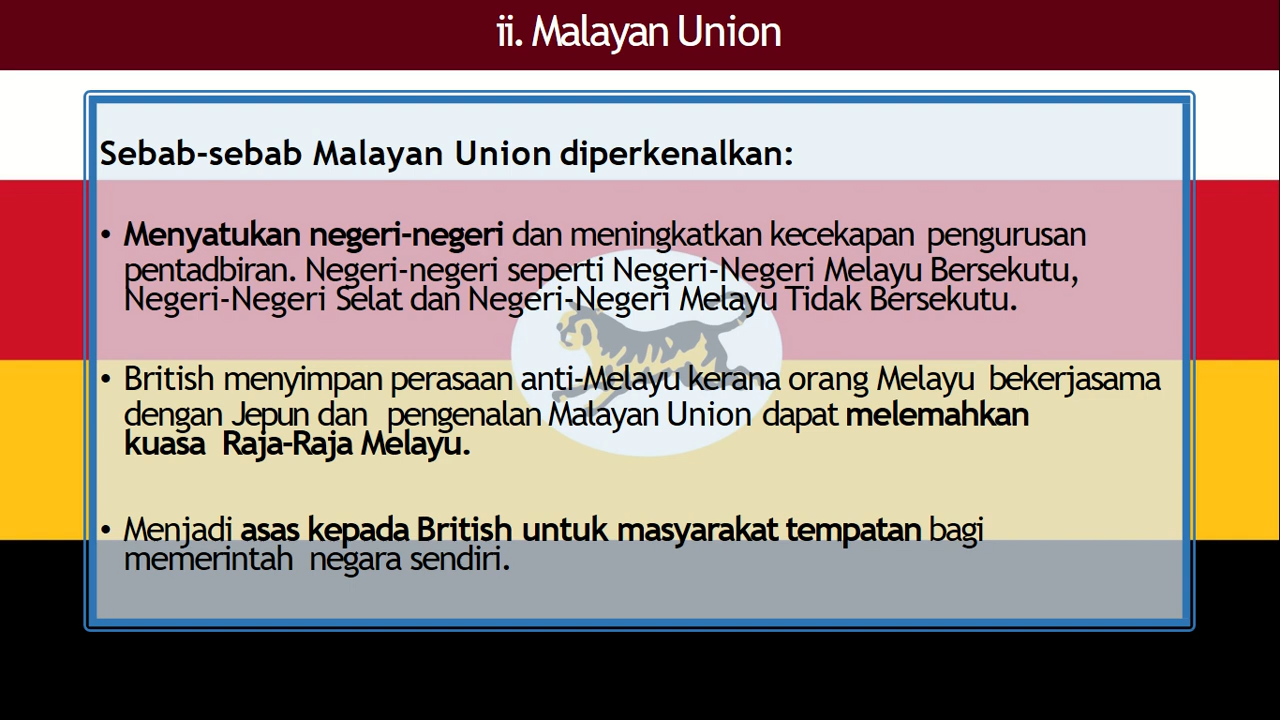 ii. Malayan Union
Sebab-sebab Malayan Union diperkenalkan:
• Menyatukan negeri-negeri dan meningkatkan kecekapan pengurusan
pentadbiran. Negeri-negeri seperti Negeri-Negeri Melayu Bersekutu,
Negeri-Negeri Selat dan Negeri-Negeri Melayu Tidak Bersekutu.
• British menyimpan perasaan anti-Melayu kerana orang Melayu bekerjasama
dengan Jepun dan pengenalan Malayan Union dapat melemahkan
kuasa Raja-Raja Melayu.
• Menjadi asas kepada British untuk masyarakat tempatan bagi
memerintah negara sendiri.